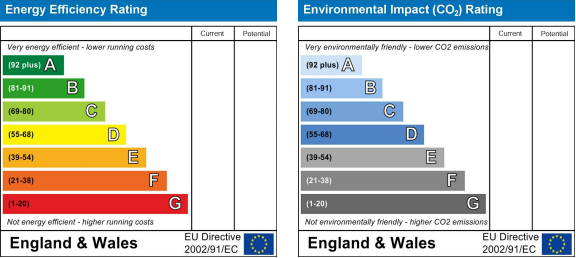 Energy Efficiency Rating
Current Potential
Very energy efficient - lower running costs
(92 plus) A
(81-91) B
(69-80) C
(55-68) D
(39-54) E
(21-38) F
(1-20) G
Not energy efficient - higher running costs
England & Wales
EU Directive
2002/91/EC
Environmental Impact (CO₂) Rating
Current Potential
Very environmentally friendly - lower CO2 emissions
(92 plus) A
(81-91) B
(69-80) C
(55-68) D
(39-54) E
(21-38) F
(1-20) G
Not environmentally friendly - higher CO2 emissions
England & Wales
EU Directive
2002/91/EC